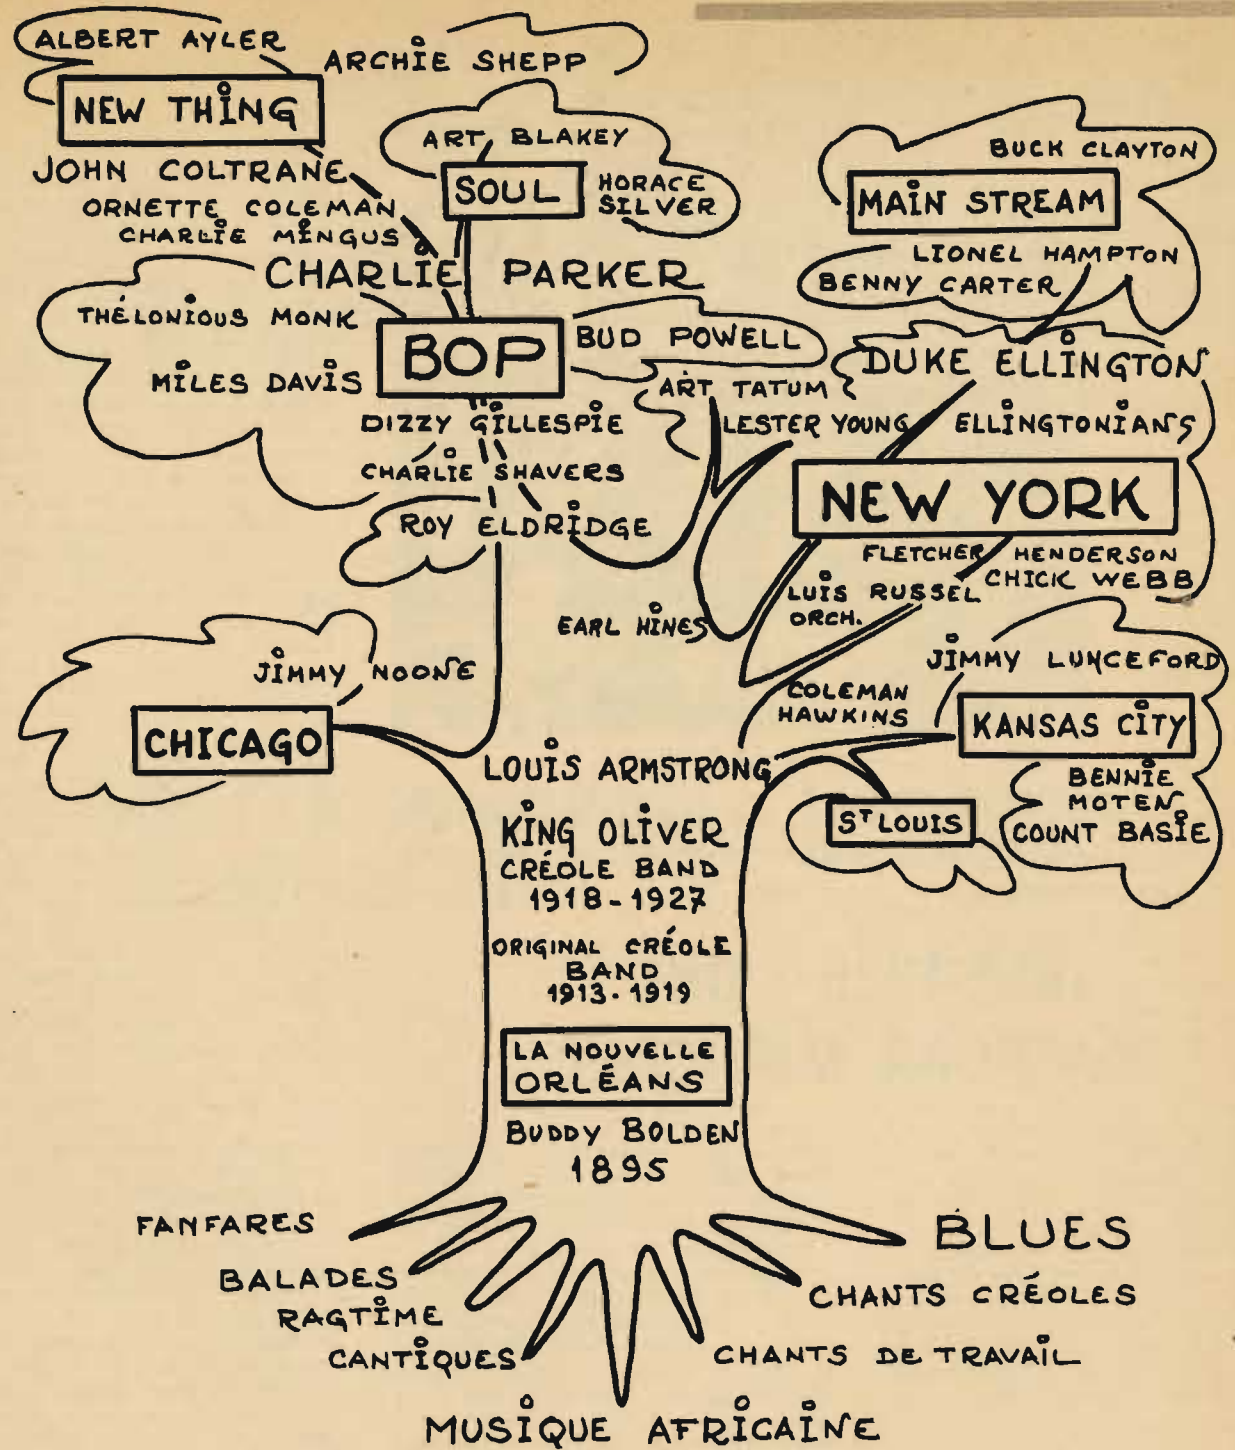 ALBERT AYLER
ARCHIE SHEPP
NEW THING
JOHN COLTRANE
ORNETTE COLEMAN
CHARLIE MINGUS
ART BLAKEY
SOUL
HORACE
SILVER
BUCK CLAYTON
MAIN STREAM
LIONEL HAMPTON
BENNY CARTER
CHARLIE PARKER
THÉLONIOUS MONK
BOP
BUD POWELL
MILES DAVIS
DIZZY GILLESPIE
CHARLIE SHAVERS
ROY ELDRIDGE
ART TATUM
LESTER YOUNG
DUKE ELLINGTON
ELLINGTONIANS
NEW YORK
FLETCHER HENDERSON
CHICK WEBB
LUIS RUSSEL
ORCH.
EARL HINES
JIMMY NOONE
CHICAGO
JIMMY LUNCEFORD
COLEMAN
HAWKINS
KANSAS CITY
BENNIE
MOTEN
COUNT BASIE
ST LOUIS
LOUIS ARMSTRONG
KING OLIVER
CRÉOLE BAND
1918-1927
ORIGINAL CRÉOLE
BAND
1913-1919
LA NOUVELLE
ORLÉANS
BUDDY BOLDEN
1895
FANFARES
BALADES
RAGTIME
CANTIQUES
MUSIQUE AFRICAINE
CHANTS DE TRAVAIL
CHANTS CRÉOLES
BLUES